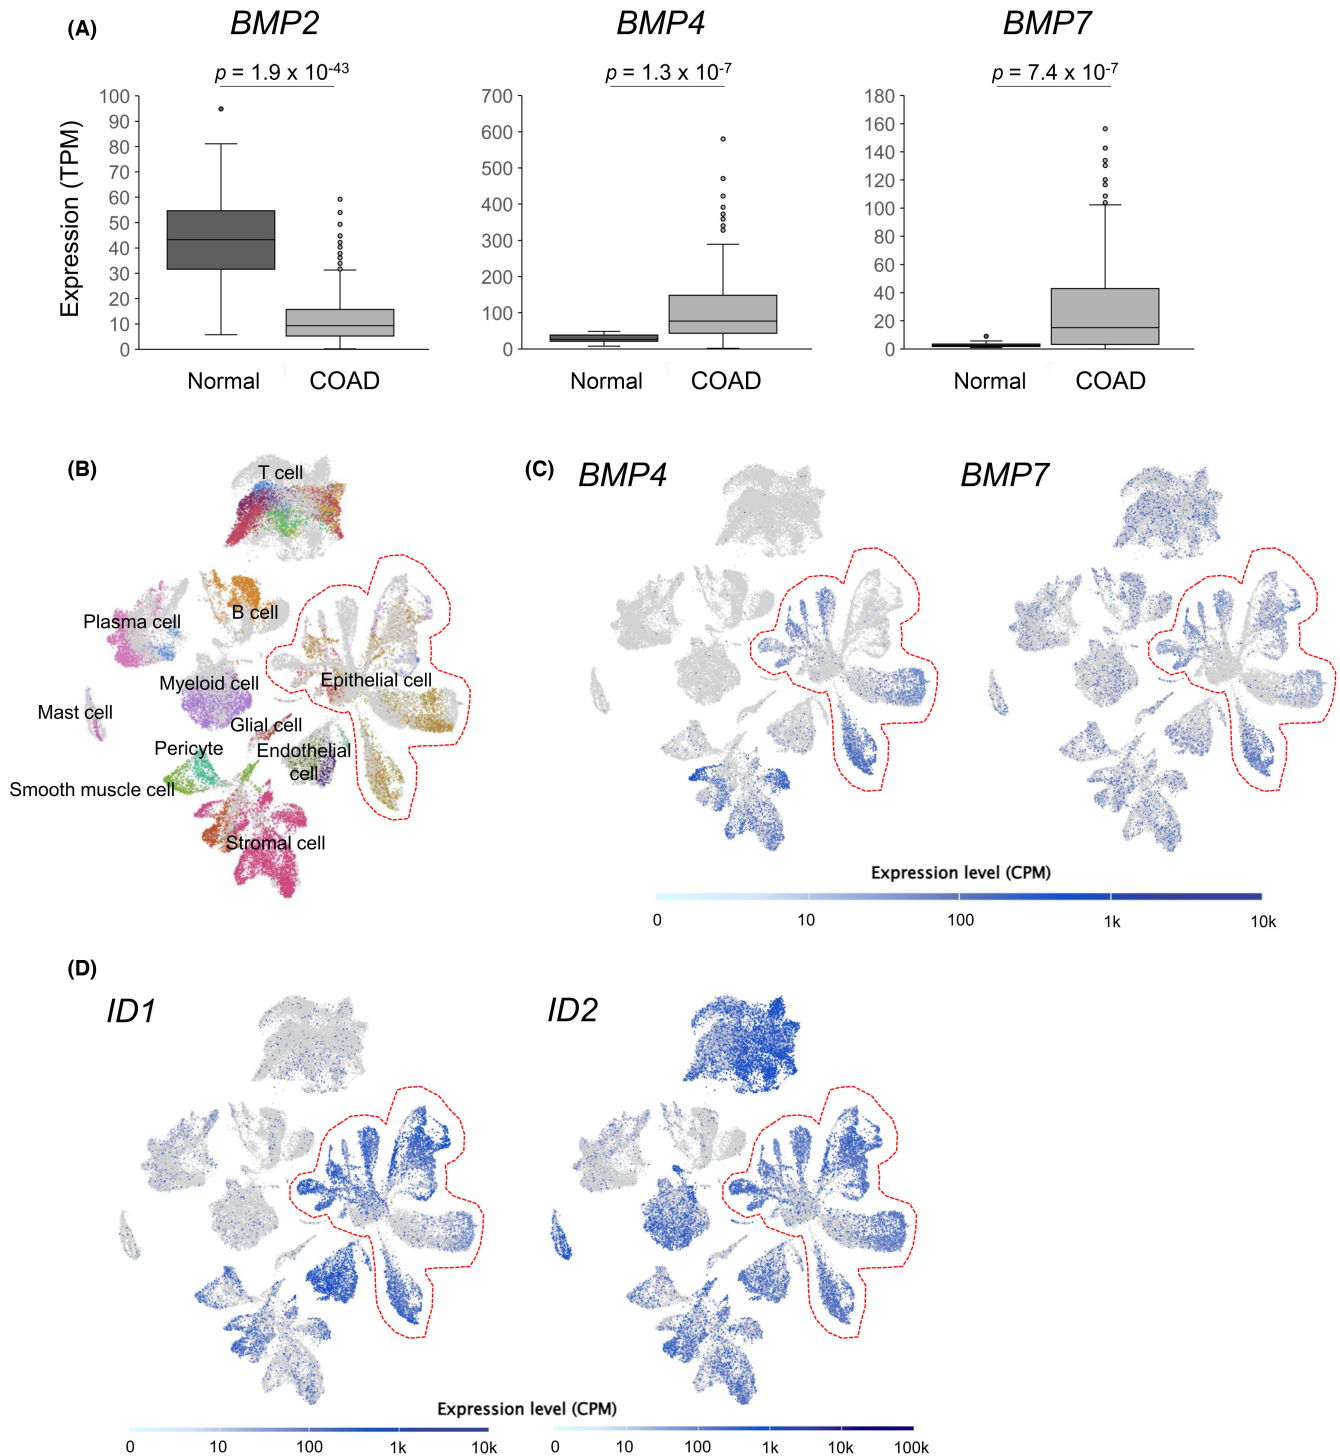 (A)
BMP2
BMP4
BMP7
p = 1.9 x 10-43
p = 1.3 x 10-7
p = 7.4 x 10-7
Expression (TPM)
100
90
80
70
60
50
40
30
20
10
0
Normal
COAD
700
600
500
400
300
200
100
0
Normal
COAD
180
160
140
120
100
80
60
40
20
0
Normal
COAD
(B)
T cell
B cell
Plasma cell
Epithelial cell
Myeloid cell
Mast cell
Glial cell
Pericyte
Endothelial
cell
Smooth muscle cell
Stromal cell
(C)
BMP4
BMP7
Expression level (CPM)
0 10 100 1k 10k
(D)
ID1
ID2
Expression level (CPM)
0 10 100 1k 10k
0 10 100 1k 10k 100k